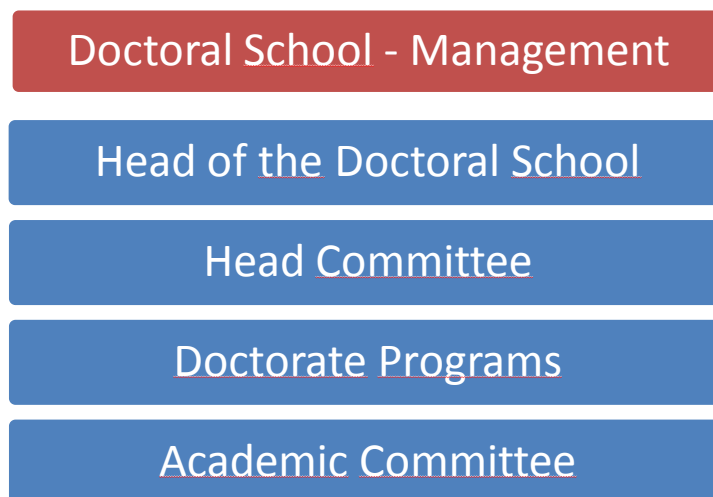 Doctoral School - Management
Head of the Doctoral School
Head Committee
Doctorate Programs
Academic Committee